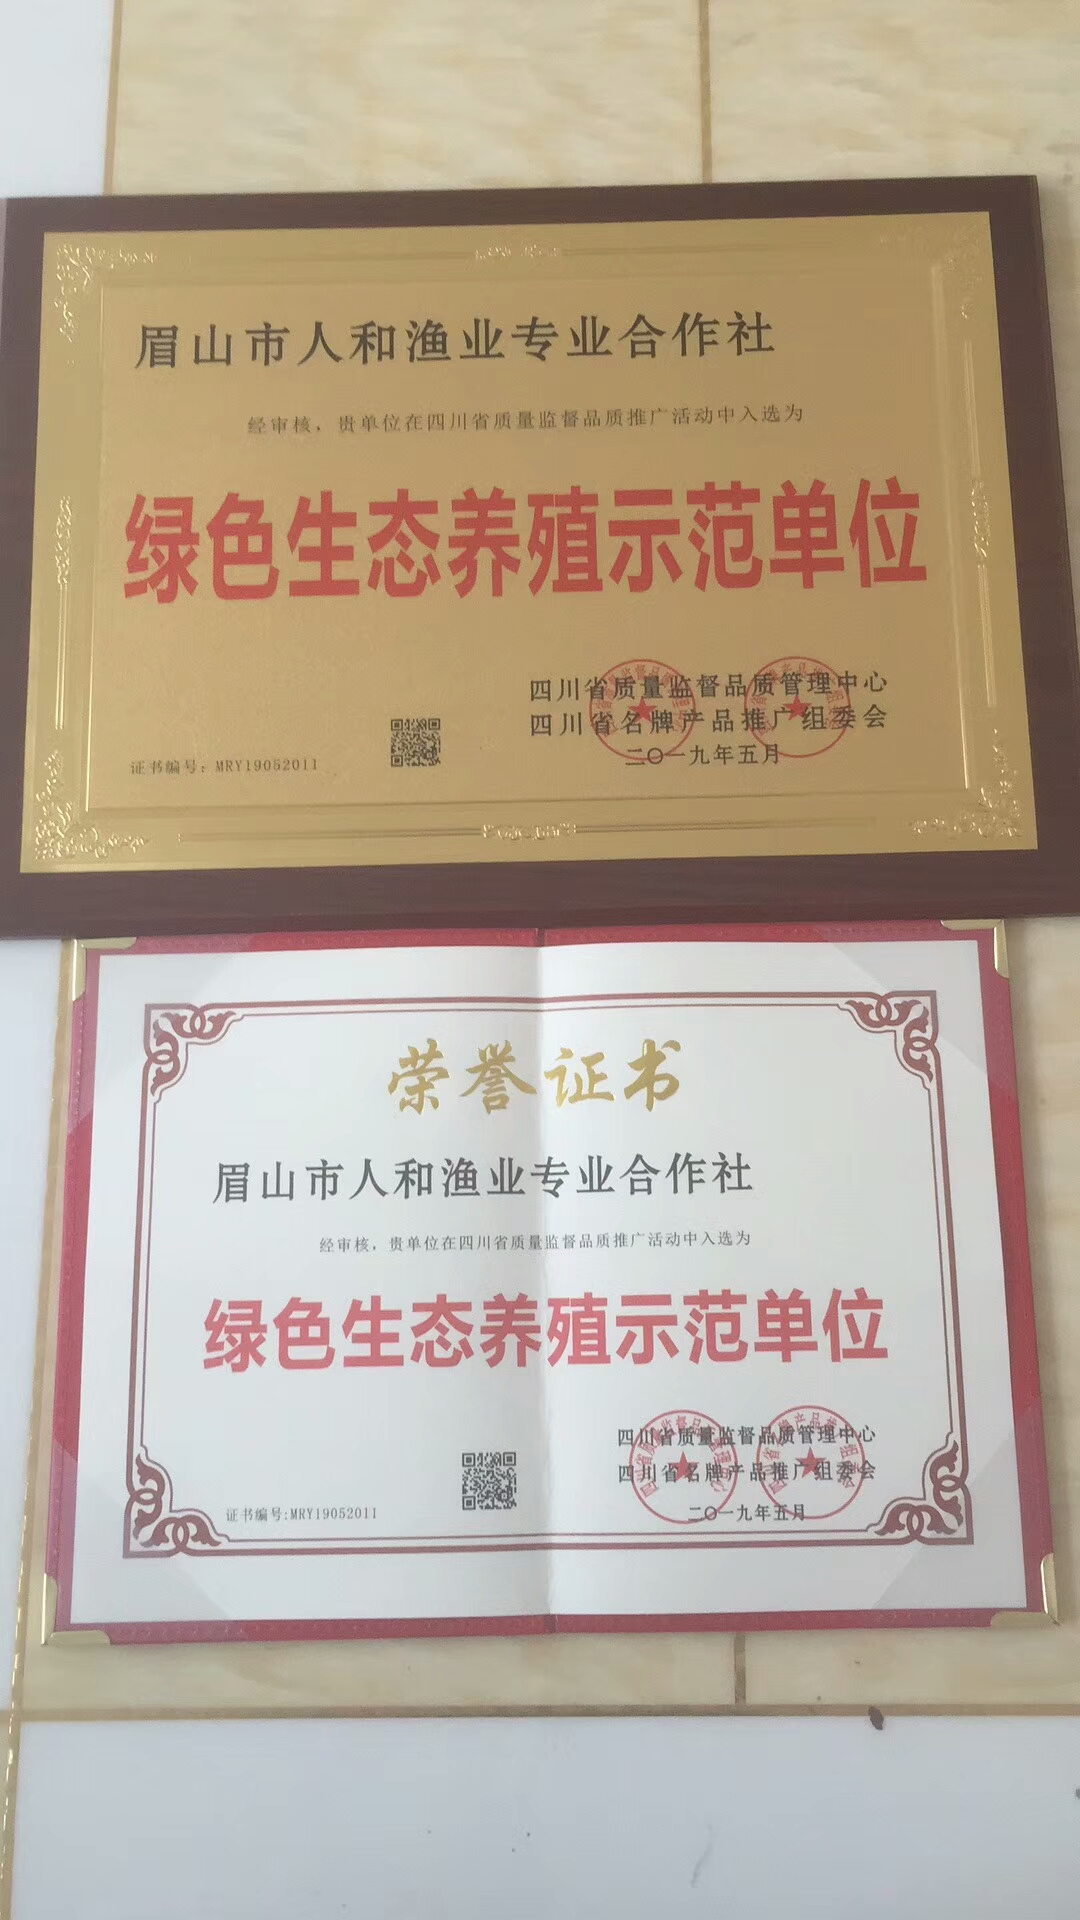 眉山市人和渔业专业合作社
经审核，贵单位在四川省质量监督品质推广活动中入选为
绿色生态养殖示范单位
四川省质量监督品质管理中心
四川省名牌产品推广组委会
二〇一九年五月
证书编号：MRY19052011
荣誉证书
眉山市人和渔业专业合作社
经审核，贵单位在四川省质量监督品质推广活动中入选为
绿色生态养殖示范单位
四川省质量监督品质管理中心
四川省名牌产品推广组委会
二〇一九年五月
证书编号:MRY19052011